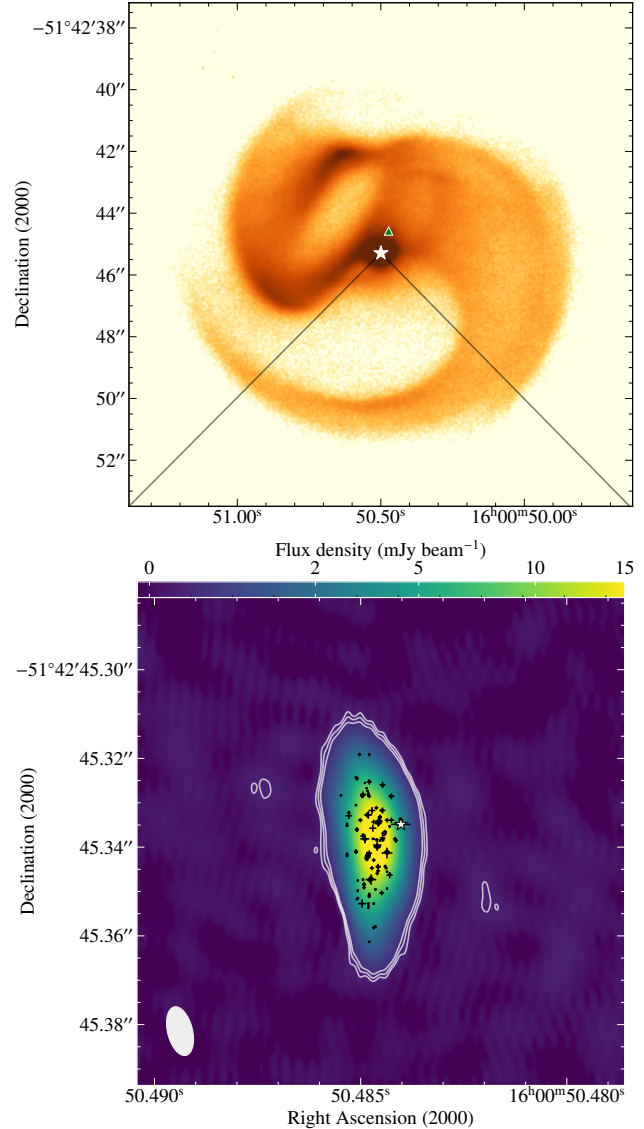 −51°42′38″
40″
42″
44″
46″
48″
50″
52″
Declination (2000)
51.00ˢ 50.50ˢ 16ʰ00ᵐ50.00ˢ
Flux density (mJy beam⁻¹)
0 2 5 10 15
−51°42′45.30″
45.32″
45.34″
45.36″
45.38″
Declination (2000)
50.490ˢ 50.485ˢ 16ʰ00ᵐ50.480ˢ
Right Ascension (2000)